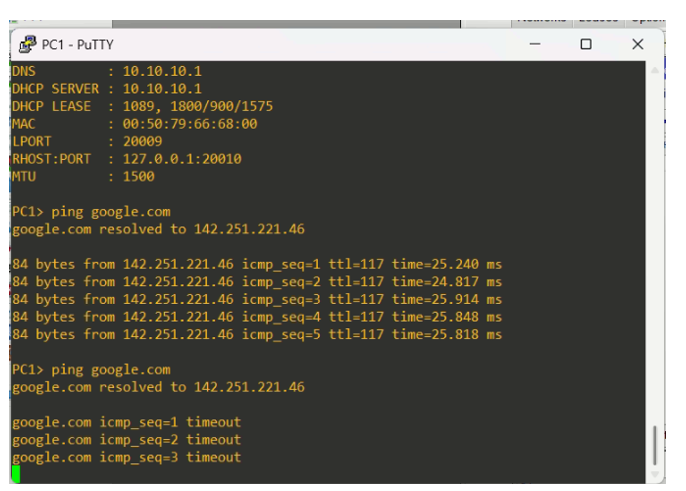 PC1 - PuTTY
DNS : 10.10.10.1
DHCP SERVER : 10.10.10.1
DHCP LEASE : 1089, 1800/900/1575
MAC : 00:50:79:66:68:00
LPORT : 20009
RHOST:PORT : 127.0.0.1:20010
MTU : 1500
PC1> ping google.com
google.com resolved to 142.251.221.46
84 bytes from 142.251.221.46 icmp_seq=1 ttl=117 time=25.240 ms
84 bytes from 142.251.221.46 icmp_seq=2 ttl=117 time=24.817 ms
84 bytes from 142.251.221.46 icmp_seq=3 ttl=117 time=25.914 ms
84 bytes from 142.251.221.46 icmp_seq=4 ttl=117 time=25.848 ms
84 bytes from 142.251.221.46 icmp_seq=5 ttl=117 time=25.818 ms
PC1> ping google.com
google.com resolved to 142.251.221.46
google.com icmp_seq=1 timeout
google.com icmp_seq=2 timeout
google.com icmp_seq=3 timeout